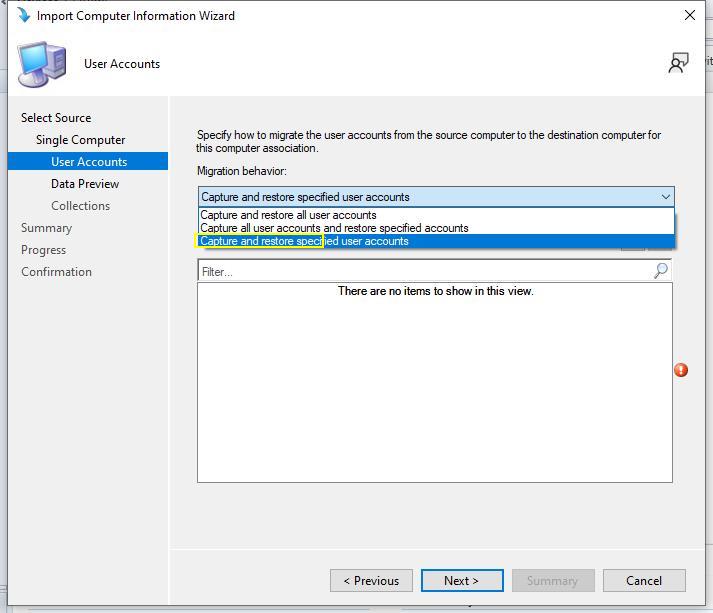 Import Computer Information Wizard
User Accounts
Select Source
Single Computer
User Accounts
Data Preview
Collections
Summary
Progress
Confirmation
Specify how to migrate the user accounts from the source computer to the destination computer for
this computer association.
Migration behavior:
Capture and restore specified user accounts
Capture and restore all user accounts
Capture all user accounts and restore specified accounts
Capture and restore specified user accounts
Filter...
There are no items to show in this view.
< Previous
Next >
Summary
Cancel